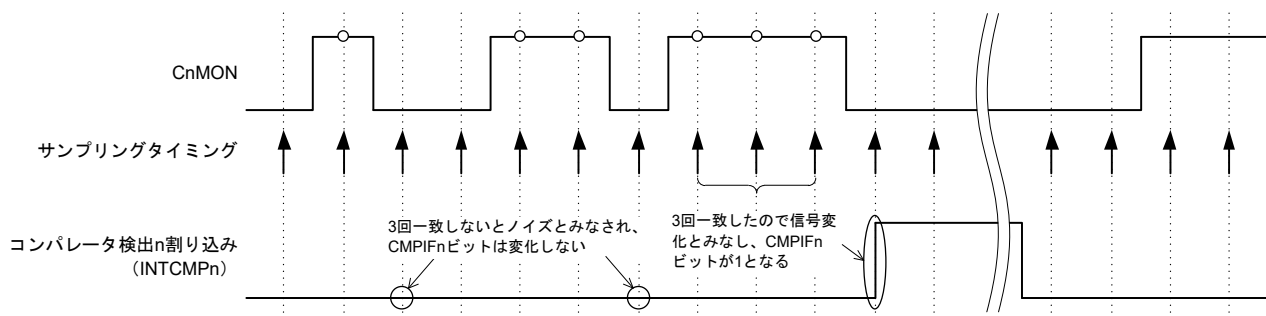 CnMON
サンプリングタイミング
3回一致しないとノイズとみなされ、
CMPIFnビットは変化しない
3回一致したので信号変
化とみなし、CMPIFn
ビットが1となる
コンパレータ検出n割り込み
（INTCMPn）